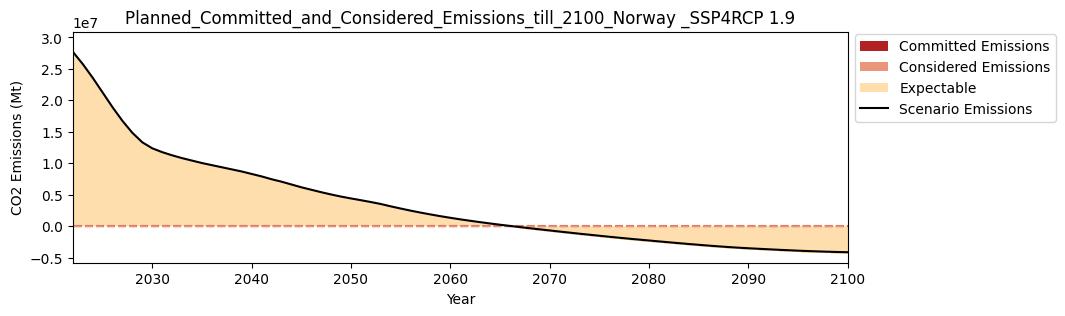 Planned_Committed_and_Considered_Emissions_till_2100_Norway _SSP4RCP 1.9
1e7
3.0
2.5
2.0
1.5
1.0
0.5
0.0
−0.5
CO2 Emissions (Mt)
2030 2040 2050 2060 2070 2080 2090 2100
Year
Committed Emissions
Considered Emissions
Expectable
Scenario Emissions